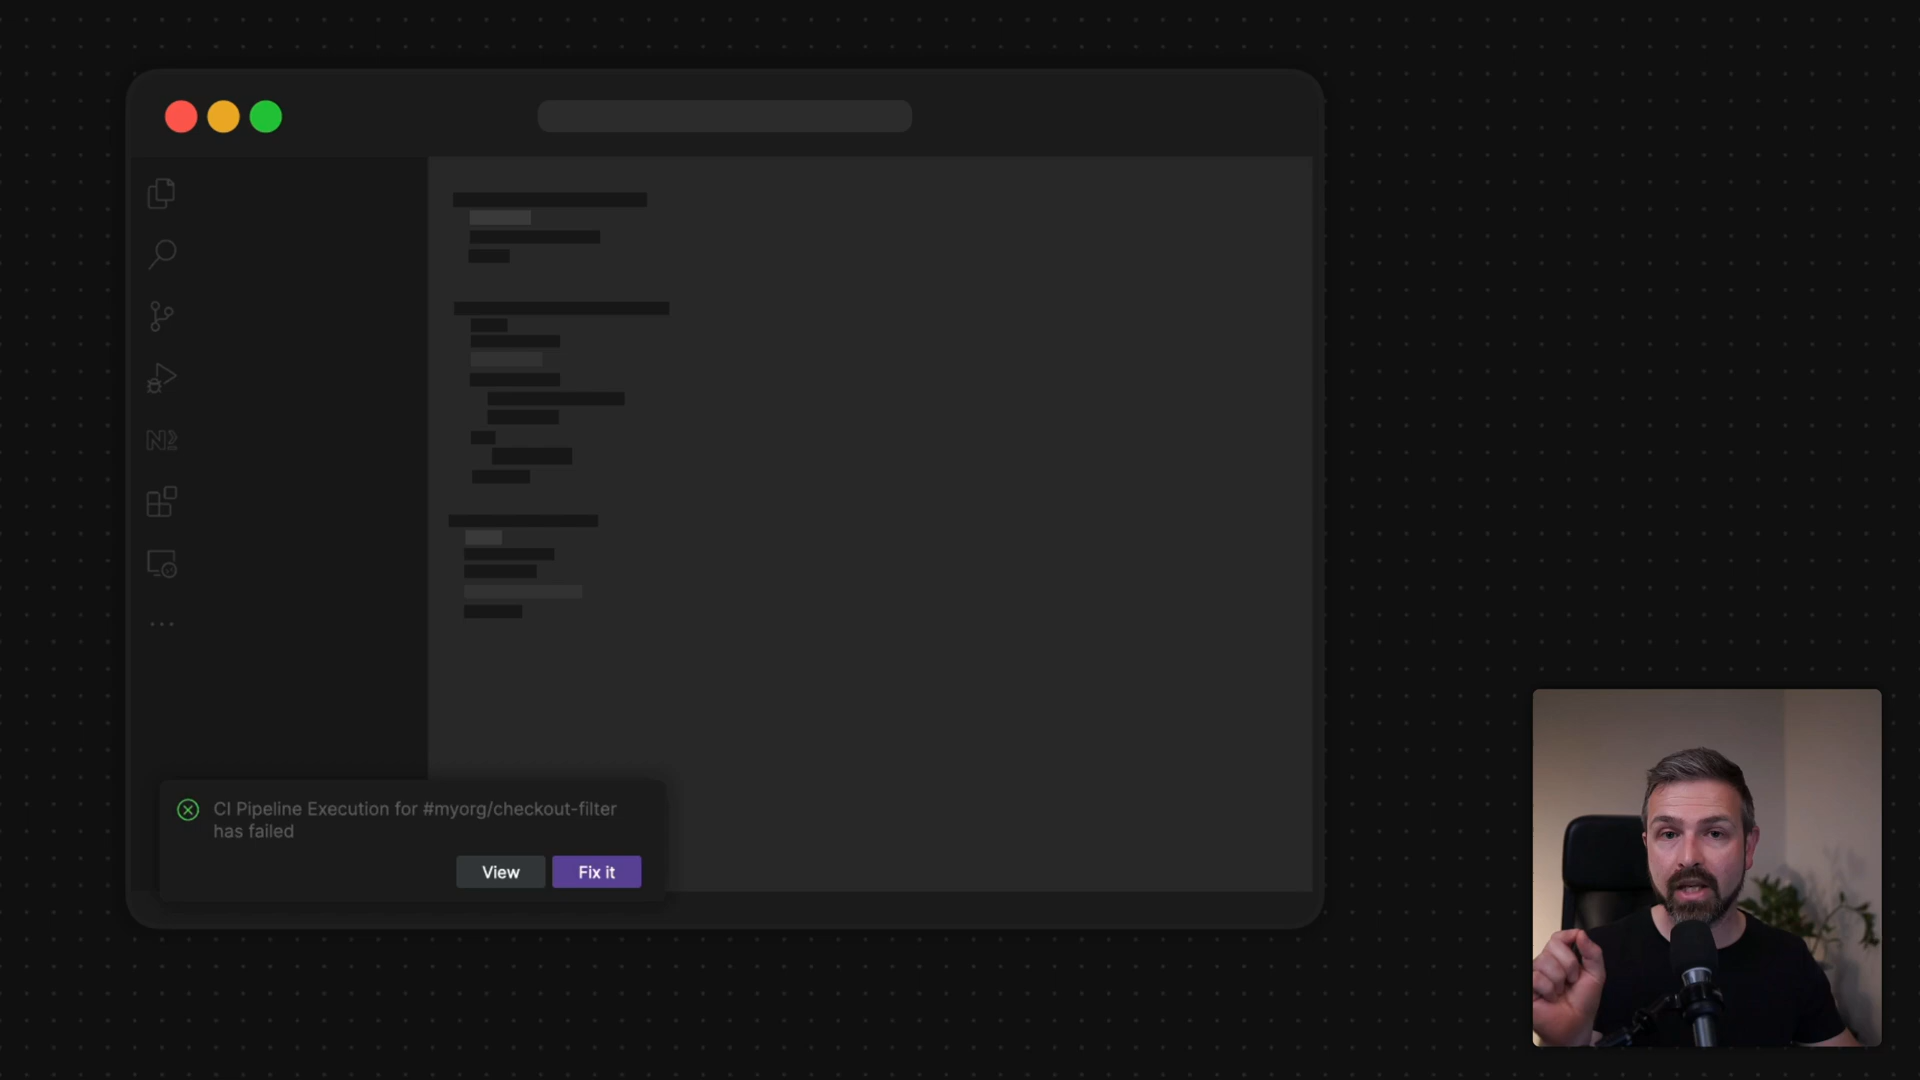 CI Pipeline Execution for #myorg/checkout-filter
has failed
View
Fix it